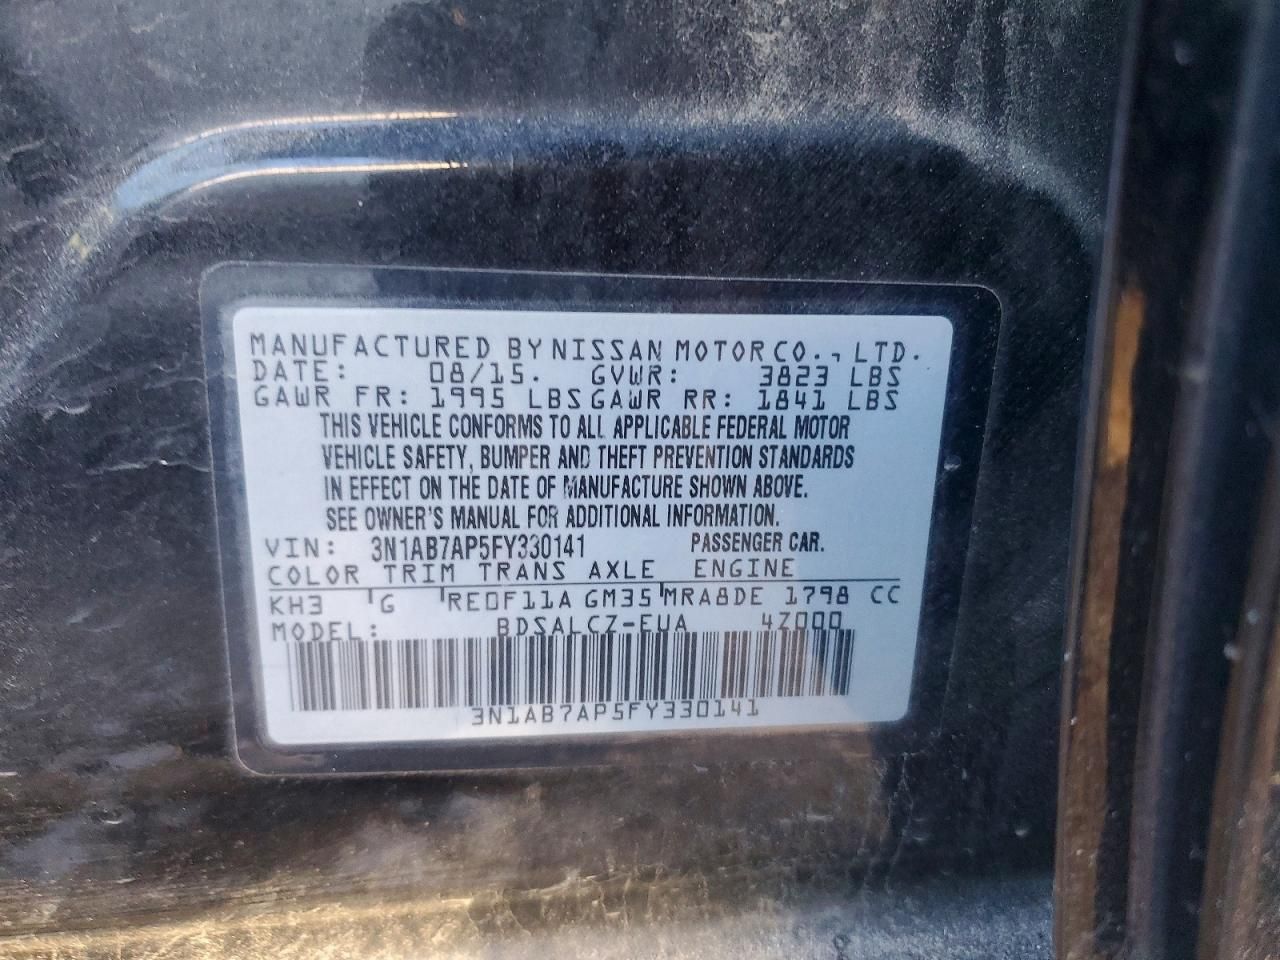 MANUFACTURED BY NISSAN MOTOR CO., LTD.
DATE: 08/15. GVWR: 3823 LBS
GAWR FR: 1995 LBS GAWR RR: 1841 LBS
THIS VEHICLE CONFORMS TO ALL APPLICABLE FEDERAL MOTOR
VEHICLE SAFETY, BUMPER AND THEFT PREVENTION STANDARDS
IN EFFECT ON THE DATE OF MANUFACTURE SHOWN ABOVE.
SEE OWNER'S MANUAL FOR ADDITIONAL INFORMATION.
VIN: 3N1AB7AP5FY330141 PASSENGER CAR.
COLOR TRIM TRANS AXLE ENGINE
KH3 G RE0F11A GM35 MRA8DE 1798 CC
MODEL: BDSALCZ-EUA 4Z000
3N1AB7AP5FY330141